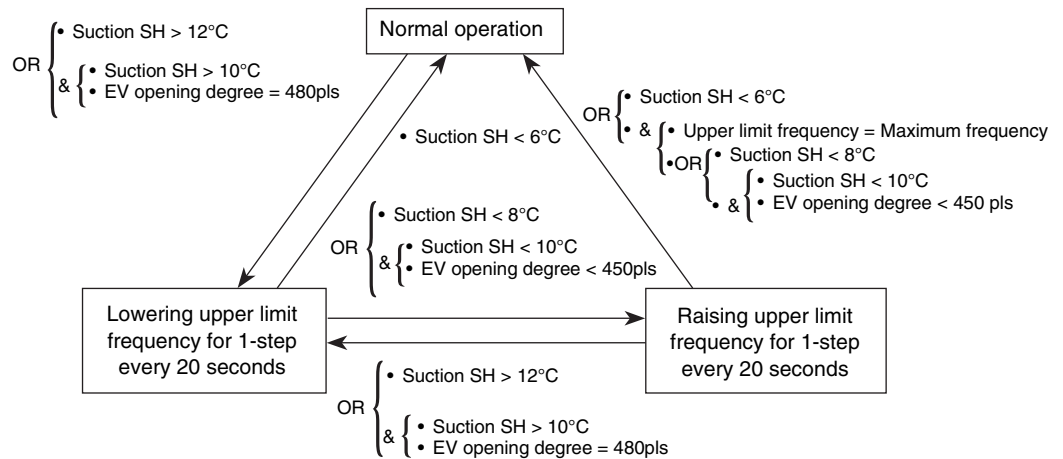 Normal operation
OR
• Suction SH > 12°C
&
• Suction SH > 10°C
• EV opening degree = 480pls
• Suction SH < 6°C
OR
• Suction SH < 6°C
• &
• Upper limit frequency = Maximum frequency
•OR
• Suction SH < 8°C
• &
• Suction SH < 10°C
• EV opening degree < 450 pls
OR
• Suction SH < 8°C
&
• Suction SH < 10°C
• EV opening degree < 450pls
Lowering upper limit
frequency for 1-step
every 20 seconds
Raising upper limit
frequency for 1-step
every 20 seconds
OR
• Suction SH > 12°C
&
• Suction SH > 10°C
• EV opening degree = 480pls